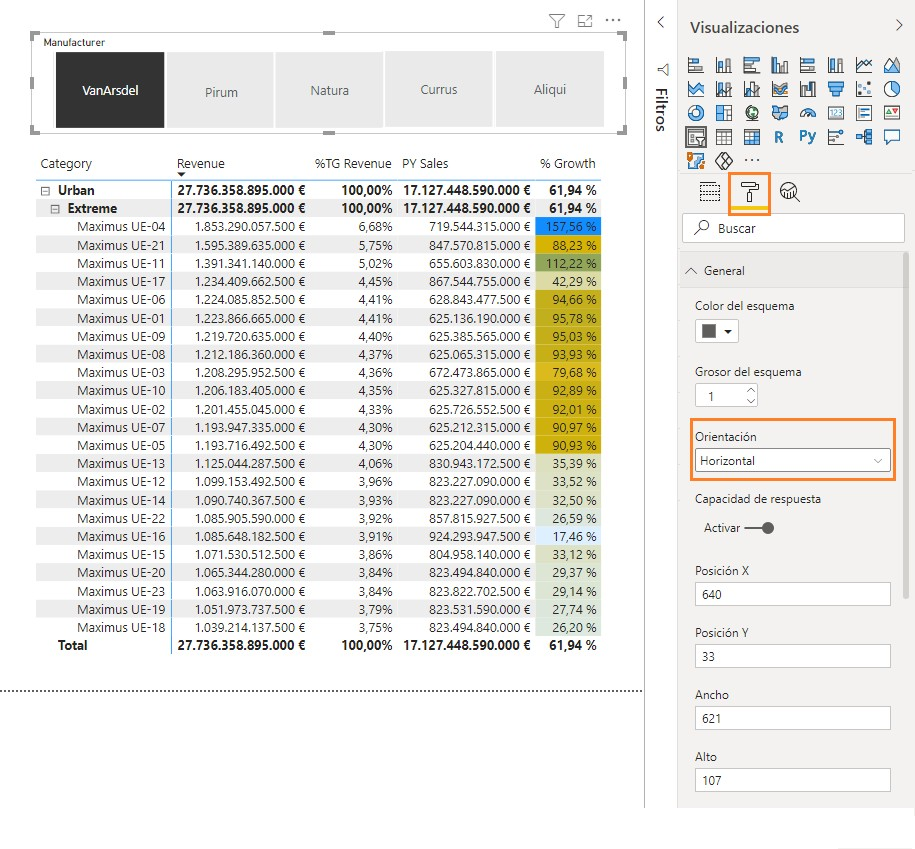 Manufacturer
VanArsdel Pirum Natura Currus Aliqui
Category Revenue %TG Revenue PY Sales % Growth
Urban 27.736.358.895.000 € 100,00% 17.127.448.590.000 € 61,94 %
Extreme 27.736.358.895.000 € 100,00% 17.127.448.590.000 € 61,94 %
Maximus UE-04 1.853.290.057.500 € 6,68% 719.544.315.000 € 157,56 %
Maximus UE-21 1.595.389.635.000 € 5,75% 847.570.815.000 € 88,23 %
Maximus UE-11 1.391.341.140.000 € 5,02% 655.603.830.000 € 112,22 %
Maximus UE-17 1.234.409.662.500 € 4,45% 867.544.755.000 € 42,29 %
Maximus UE-06 1.224.085.852.500 € 4,41% 628.843.477.500 € 94,66 %
Maximus UE-01 1.223.866.665.000 € 4,41% 625.136.190.000 € 95,78 %
Maximus UE-09 1.219.720.635.000 € 4,40% 625.385.565.000 € 95,03 %
Maximus UE-08 1.212.186.360.000 € 4,37% 625.065.315.000 € 93,93 %
Maximus UE-03 1.208.295.952.500 € 4,36% 672.473.865.000 € 79,68 %
Maximus UE-10 1.206.183.405.000 € 4,35% 625.327.815.000 € 92,89 %
Maximus UE-02 1.201.455.045.000 € 4,33% 625.726.552.500 € 92,01 %
Maximus UE-07 1.193.947.335.000 € 4,30% 625.212.315.000 € 90,97 %
Maximus UE-05 1.193.716.492.500 € 4,30% 625.204.440.000 € 90,93 %
Maximus UE-13 1.125.044.287.500 € 4,06% 830.943.172.500 € 35,39 %
Maximus UE-12 1.099.153.492.500 € 3,96% 823.227.090.000 € 33,52 %
Maximus UE-14 1.090.740.367.500 € 3,93% 823.227.090.000 € 32,50 %
Maximus UE-22 1.085.905.590.000 € 3,92% 857.815.927.500 € 26,59 %
Maximus UE-16 1.085.648.182.500 € 3,91% 924.293.947.500 € 17,46 %
Maximus UE-15 1.071.530.512.500 € 3,86% 804.958.140.000 € 33,12 %
Maximus UE-20 1.065.344.280.000 € 3,84% 823.494.840.000 € 29,37 %
Maximus UE-23 1.063.916.070.000 € 3,84% 823.822.702.500 € 29,14 %
Maximus UE-19 1.051.973.737.500 € 3,79% 823.531.590.000 € 27,74 %
Maximus UE-18 1.039.214.137.500 € 3,75% 823.494.840.000 € 26,20 %
Total 27.736.358.895.000 € 100,00% 17.127.448.590.000 € 61,94 %
Filtros
Visualizaciones
123
R Py
Buscar
General
Color del esquema
Grosor del esquema
1
Orientación
Horizontal
Capacidad de respuesta
Activar
Posición X
640
Posición Y
33
Ancho
621
Alto
107